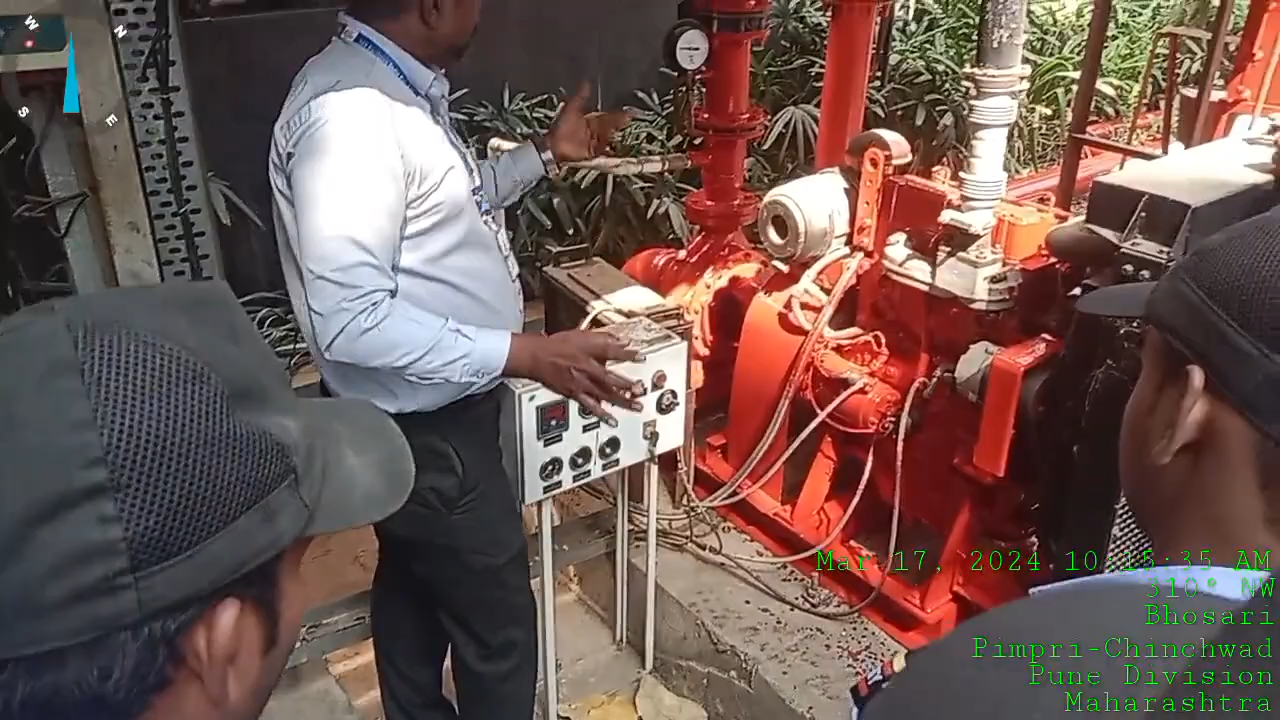 W
N
S
E
Mar 17, 2024 10:15:35 AM
310° NW
Bhosari
Pimpri-Chinchwad
Pune Division
Maharashtra